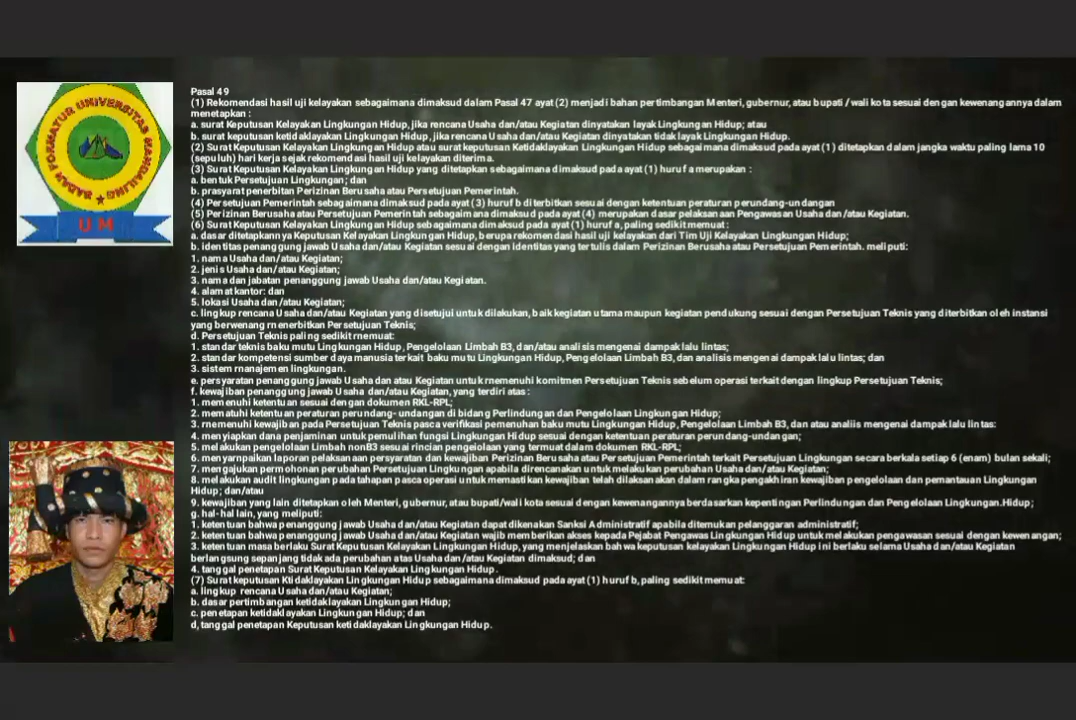 BADAN FORMATUR UNIVERSITAS MANDAILING
U M
Pasal 49
(1) Rekomendasi hasil uji kelayakan sebagaimana dimaksud dalam Pasal 47 ayat (2) menjadi bahan pertimbangan Menteri, gubernur, atau bupati / wali kota sesuai dengan kewenangannya dalam
menetapkan :
a. surat Keputusan Kelayakan Lingkungan Hidup, jika rencana Usaha dan/atau Kegiatan dinyatakan layak Lingkungan Hidup; atau
b. surat keputusan ketidaklayakan Lingkungan Hidup, jika rencana Usaha dan/atau Kegiatan dinyatakan tidak layak Lingkungan Hidup.
(2) Surat Keputusan Kelayakan Lingkungan Hidup atau surat keputusan Ketidaklayakan Lingkungan Hidup sebagaimana dimaksud pada ayat (1) ditetapkan dalam jangka waktu paling lama 10
(sepuluh) hari kerja sejak rekomendasi hasil uji kelayakan diterima.
(3) Surat Keputusan Kelayakan Lingkungan Hidup yang ditetapkan sebagaimana dimaksud pada ayat (1) huruf a merupakan :
a. bentuk Persetujuan Lingkungan; dan
b. prasyarat penerbitan Perizinan Berusaha atau Persetujuan Pemerintah.
(4) Persetujuan Pemerintah sebagaimana dimaksud pada ayat (3) huruf b diterbitkan sesuai dengan ketentuan peraturan perundang-undangan
(5) Perizinan Berusaha atau Persetujuan Pemerintah sebagaimana dimaksud pada ayat (4) merupakan dasar pelaksanaan Pengawasan Usaha dan/atau Kegiatan.
(6) Surat Keputusan Kelayakan Lingkungan Hidup sebagaimana dimaksud pada ayat (1) huruf a, paling sedikit memuat :
a. dasar ditetapkannya Keputusan Kelayakan Lingkungan Hidup, berupa rekomendasi hasil uji kelayakan dari Tim Uji Kelayakan Lingkungan Hidup;
b. identitas penanggung jawab Usaha dan/atau Kegiatan sesuai dengan identitas yang tertulis dalam Perizinan Berusaha atau Persetujuan Pemerintah. meliputi:
1. nama Usaha dan/atau Kegiatan;
2. jenis Usaha dan/atau Kegiatan;
3. nama dan jabatan penanggung jawab Usaha dan/atau Kegiatan.
4. alamat kantor: dan
5. lokasi Usaha dan/atau Kegiatan;
c. lingkup rencana Usaha dan/atau Kegiatan yang disetujui untuk dilakukan, baik kegiatan utama maupun kegiatan pendukung sesuai dengan Persetujuan Teknis yang diterbitkan oleh instansi
yang berwenang rnenerbitkan Persetujuan Teknis;
d. Persetujuan Teknis paling sedikit rnemuat:
1. standar teknis baku mutu Lingkungan Hidup, Pengelolaan Limbah B3, dan/atau analisis mengenai dampak lalu lintas;
2. standar kompetensi sumber daya manusia terkait baku mutu Lingkungan Hidup, Pengelolaan Limbah B3, dan analisis mengenai dampak lalu lintas; dan
3. sistem rnanajemen lingkungan.
e. persyaratan penanggung jawab Usaha dan atau Kegiatan untuk rnemenuhi komitmen Persetujuan Teknis sebelum operasi terkait dengan lingkup Persetujuan Teknis;
f. kewajiban penanggung jawab Usaha dan/atau Kegiatan, yang terdiri atas :
1. memenuhi ketentuan sesuai dengan dokumen RKL-RPL;
2. mematuhi ketentuan peraturan perundang-undangan di bidang Perlindungan dan Pengelolaan Lingkungan Hidup;
3. rnemenuhi kewajiban pada Persetujuan Teknis pasca verifikasi pemenuhan baku mutu Lingkungan Hidup, Pengelolaan Limbah B3, dan atau analiis mengenai dampak lalu lintas:
4. menyiapkan dana penjaminan untuk pemulihan fungsi Lingkungan Hidup sesuai dengan ketentuan peraturan perundang-undangan;
5. melakukan pengelolaan Limbah nonB3 sesuai rincian pengeiolaan yang termuat dalam dokumen RKL-RPL;
6. menyarnpaikan laporan pelaksanaan persyaratan dan kewajiban Perizinan Berusaha atau Persetujuan Pemerintah terkait Persetujuan Lingkungan secara berkala setiap 6 (enam) bulan sekali;
7. mengajukan permohonan perubahan Persetujuan Lingkungan apabila direncanakan untuk melakukan perubahan Usaha dan/atau Kegiatan;
8. melakukan audit lingkungan pada tahapan pasca operasi untuk memastikan kewajiban telah dilaksanakan dalam rangka pengakhiran kewajiban pengelolaan dan pemantauan Lingkungan
Hidup; dan/atau
9. kewajiban yang lain ditetapkan oleh Menteri, gubernur, atau bupati/wali kota sesuai dengan kewenangannya berdasarkan kepentingan Perlindungan dan Pengelolaan Lingkungan.Hidup;
g. hal-hal lain, yang meliputi:
1. ketentuan bahwa penanggung jawab Usaha dan/atau Kegiatan dapat dikenakan Sanksi Administratif apabila ditemukan pelanggaran administratif;
2. ketentuan bahwa penanggung jawab Usaha dan/atau Kegiatan wajib memberikan akses kepada Pejabat Pengawas Lingkungan Hidup untuk melakukan pengawasan sesuai dengan kewenangan;
3. ketentuan masa berlaku Surat Keputusan Kelayakan Lingkungan Hidup, yang menjelaskan bahwa keputusan kelayakan Lingkungan Hidup ini berlaku selama Usaha dan/atau Kegiatan
berlangsung sepanjang tidak ada perubahan atas Usaha dan/atau Kegiatan dimaksud; dan
4. tanggal penetapan Surat Keputusan Kelayakan Lingkungan Hidup.
(7) Surat keputusan Ktidaklayakan Lingkungan Hidup sebagaimana dimaksud pada ayat (1) huruf b, paling sedikit memuat:
a. lingkup rencana Usaha dan/atau Kegiatan;
b. dasar pertimbangan ketidaklayakan Lingkungan Hidup;
c. penetapan ketidaklayakan Lingkungan Hidup; dan
d, tanggal penetapan Keputusan ketidaklayakan Lingkungan Hidup.